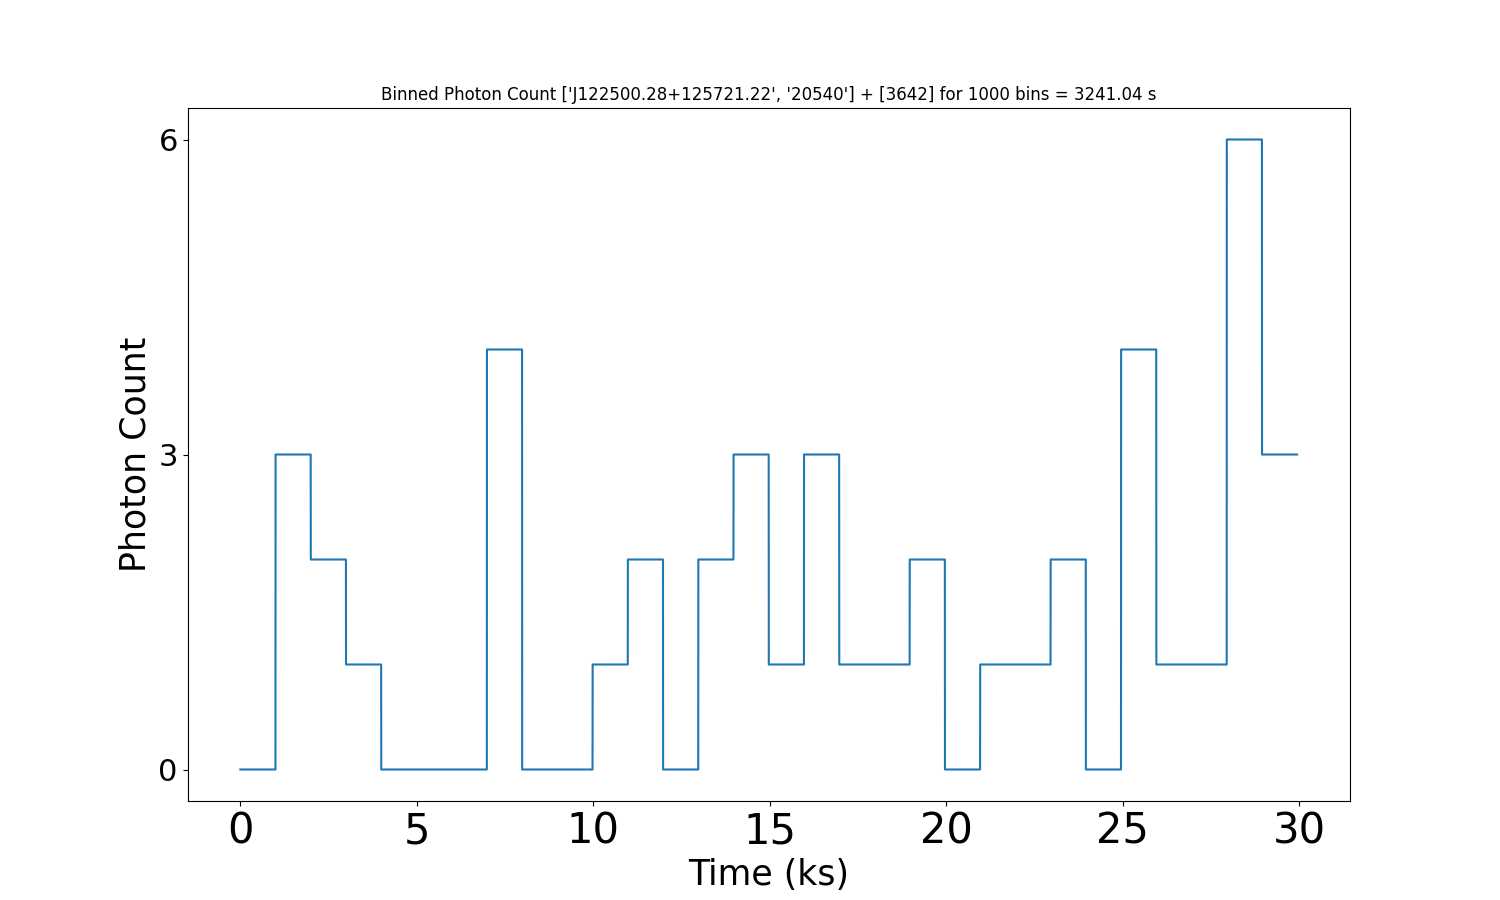 Binned Photon Count ['J122500.28+125721.22', '20540'] + [3642] for 1000 bins = 3241.04 s
6
3
0
Photon Count
0 5 10 15 20 25 30
Time (ks)